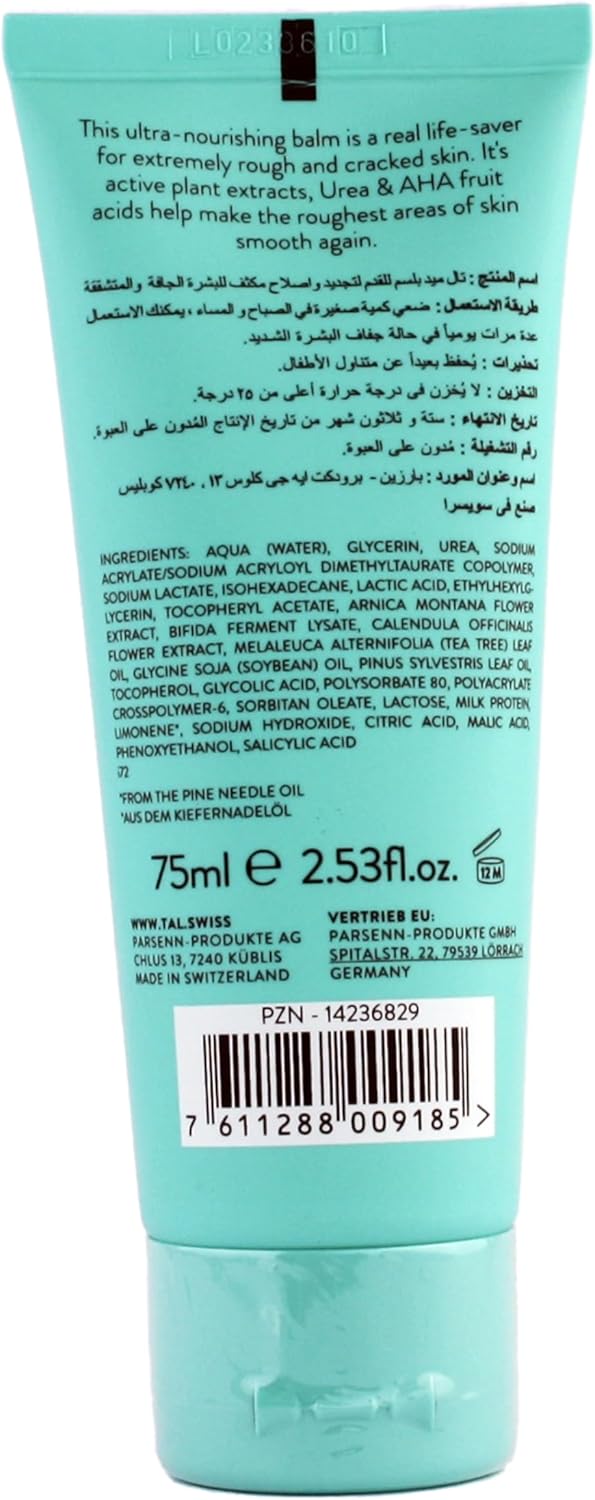 L0233610
This ultra-nourishing balm is a real life-saver
for extremely rough and cracked skin. It's
active plant extracts, Urea & AHA fruit
acids help make the roughest areas of skin
smooth again.
اسم المنتج : تال ميد بلسم للقدم لتجديد واصلاح مكثف للبشرة الجافة والمتشققة
طريقة الاستعمال : ضعي كمية صغيرة في الصباح و المساء ، يمكنك الاستعمال
عدة مرات يومياً في حالة جفاف البشرة الشديد.
تحذيرات : يُحفظ بعيداً عن متناول الأطفال.
التخزين : لا يُخزن فى درجة حرارة أعلى من ٢٥ درجة.
تاريخ الانتهاء : ستة و ثلاثون شهر من تاريخ الإنتاج المُدون على العبوة.
رقم التشغيلة : مُدون على العبوة.
اسم وعنوان المورد : بارزين - برودكت ايه جى كلوس ١٣ ، ٧٢٤٠ كوبليس
صنع فى سويسرا
INGREDIENTS: AQUA (WATER), GLYCERIN, UREA, SODIUM
ACRYLATE/SODIUM ACRYLOYL DIMETHYLTAURATE COPOLYMER,
SODIUM LACTATE, ISOHEXADECANE, LACTIC ACID, ETHYLHEXYLG-
LYCERIN, TOCOPHERYL ACETATE, ARNICA MONTANA FLOWER
EXTRACT, BIFIDA FERMENT LYSATE, CALENDULA OFFICINALIS
FLOWER EXTRACT, MELALEUCA ALTERNIFOLIA (TEA TREE) LEAF
OIL, GLYCINE SOJA (SOYBEAN) OIL, PINUS SYLVESTRIS LEAF OIL,
TOCOPHEROL, GLYCOLIC ACID, POLYSORBATE 80, POLYACRYLATE
CROSSPOLYMER-6, SORBITAN OLEATE, LACTOSE, MILK PROTEIN,
LIMONENE*, SODIUM HYDROXIDE, CITRIC ACID, MALIC ACID,
PHENOXYETHANOL, SALICYLIC ACID
i72
*FROM THE PINE NEEDLE OIL
*AUS DEM KIEFERNADELÖL
75ml e 2.53fl.oz. 12 M
WWW.TAL.SWISS
PARSENN-PRODUKTE AG
CHLUS 13, 7240 KÜBLIS
MADE IN SWITZERLAND
VERTRIEB EU:
PARSENN-PRODUKTE GMBH
SPITALSTR. 22, 79539 LÖRRACH
GERMANY
PZN - 14236829
7 611288 009185 >